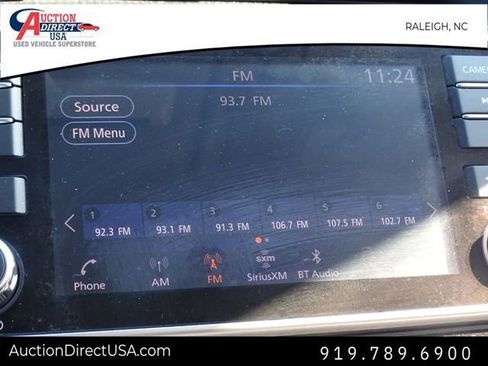 AUCTION
DIRECT
USA
USED VEHICLE SUPERSTORE
RALEIGH, NC
FM
11:24
CAMERA
Source
93.7 FM
FM Menu
1 2 3 4 5 6
92.3 FM 93.1 FM 91.3 FM 106.7 FM 107.5 FM 102.7 FM
sxm
Phone AM FM SiriusXM BT Audio
AuctionDirectUSA.com
919.789.6900